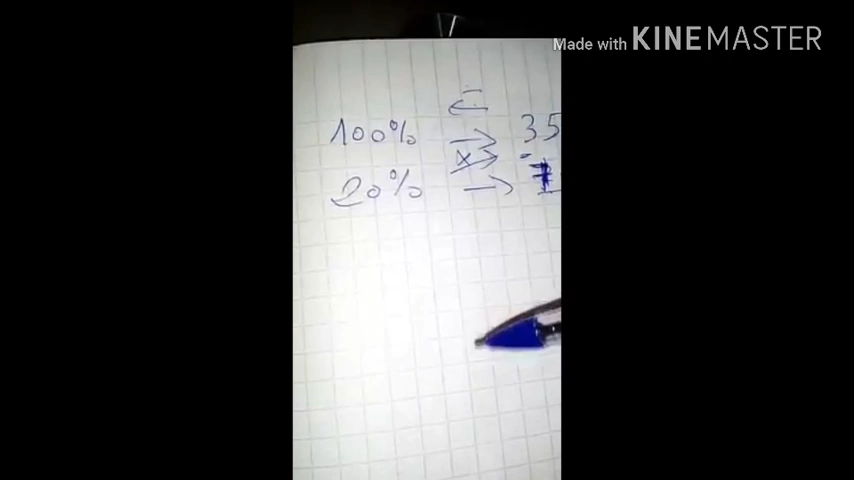 Made with KINEMASTER
÷
←
100% → 35
×
20% →